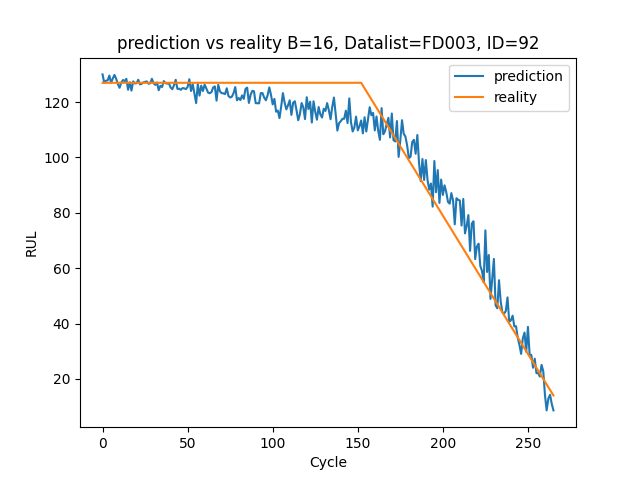 prediction vs reality B=16, Datalist=FD003, ID=92
prediction
reality
RUL
120
100
80
60
40
20
0 50 100 150 200 250
Cycle